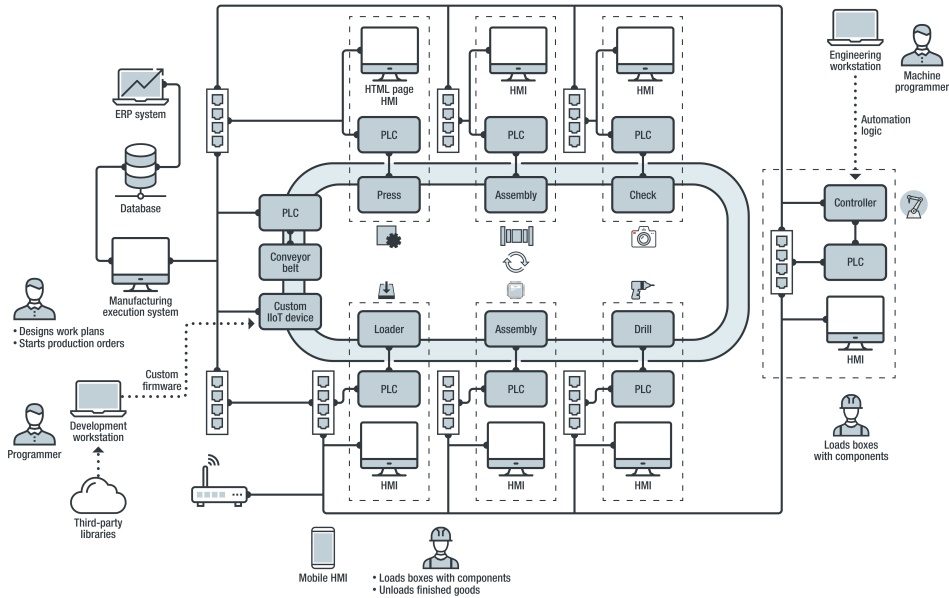 ERP system
Database
Manufacturing
execution system
• Designs work plans
• Starts production orders
Custom
firmware
Programmer
Development
workstation
Third-party
libraries
HTML page
HMI
HMI
HMI
PLC
PLC
PLC
Press
Assembly
Check
PLC
Conveyor
belt
Custom
IIoT device
Loader
Assembly
Drill
PLC
PLC
PLC
HMI
HMI
HMI
Mobile HMI
• Loads boxes with components
• Unloads finished goods
Engineering
workstation
Machine
programmer
Automation
logic
Controller
PLC
HMI
Loads boxes
with components